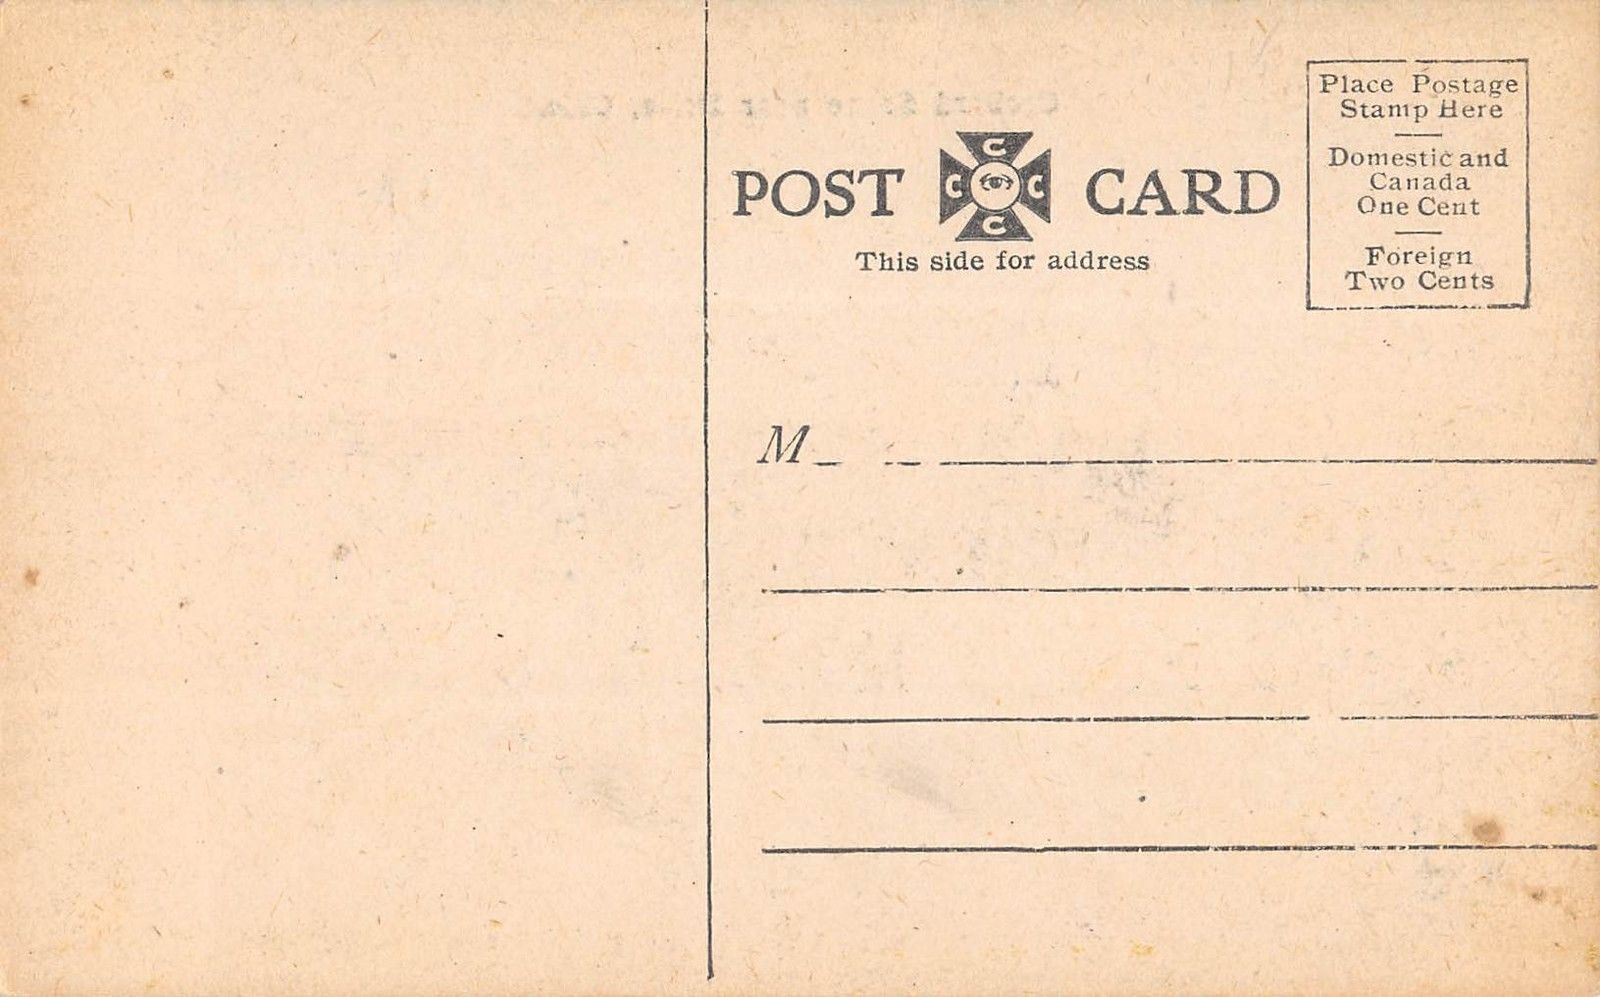 POST CARD
C
C C
C
This side for address
Place Postage
Stamp Here
Domestic and
Canada
One Cent
Foreign
Two Cents
M